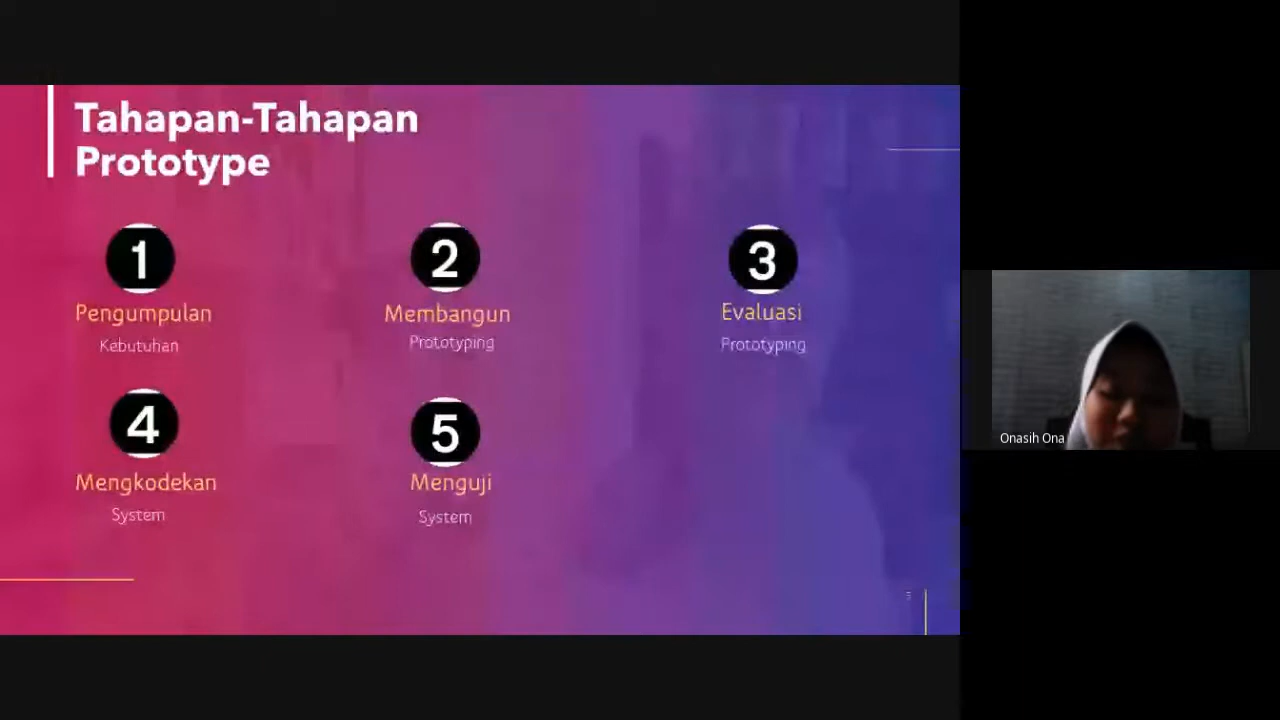 Tahapan-Tahapan
Prototype
1
2
3
Pengumpulan
Kebutuhan
Membangun
Prototyping
Evaluasi
Prototyping
4
5
Mengkodekan
System
Menguji
System
Onasih Ona